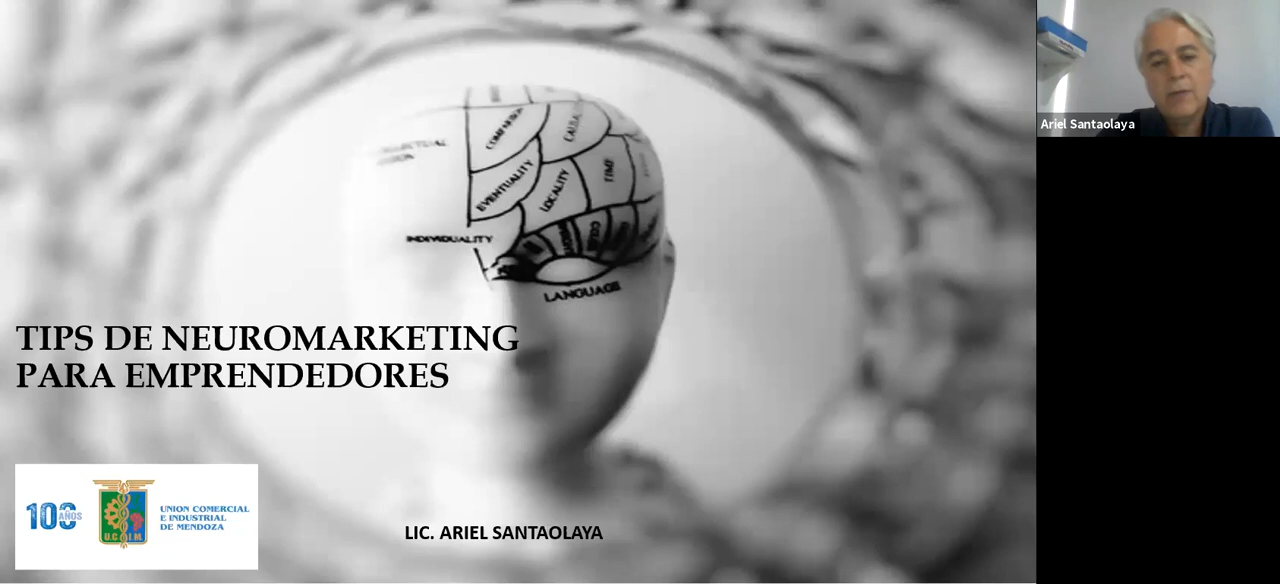 Ariel Santaolaya
EVENTUALITY
LOCALITY
TIME
INDIVIDUALITY
LANGUAGE
TIPS DE NEUROMARKETING
PARA EMPRENDEDORES
100
AÑOS
U.C.I.M
UNION COMERCIAL
E INDUSTRIAL
DE MENDOZA
LIC. ARIEL SANTAOLAYA